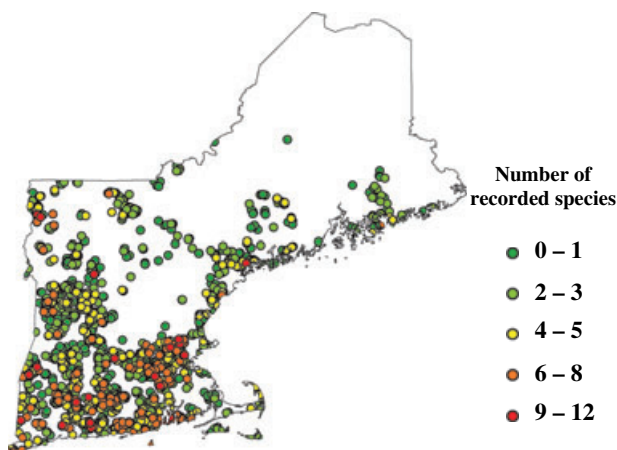 Number of
recorded species
0 – 1
2 – 3
4 – 5
6 – 8
9 – 12